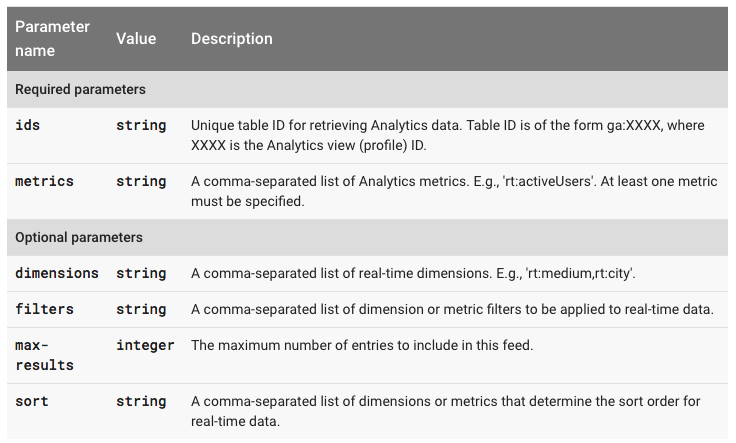 Parameter name Value Description
Required parameters
ids string Unique table ID for retrieving Analytics data. Table ID is of the form ga:XXXX, where
XXXX is the Analytics view (profile) ID.
metrics string A comma-separated list of Analytics metrics. E.g., 'rt:activeUsers'. At least one metric
must be specified.
Optional parameters
dimensions string A comma-separated list of real-time dimensions. E.g., 'rt:medium,rt:city'.
filters string A comma-separated list of dimension or metric filters to be applied to real-time data.
max-results integer The maximum number of entries to include in this feed.
sort string A comma-separated list of dimensions or metrics that determine the sort order for
real-time data.